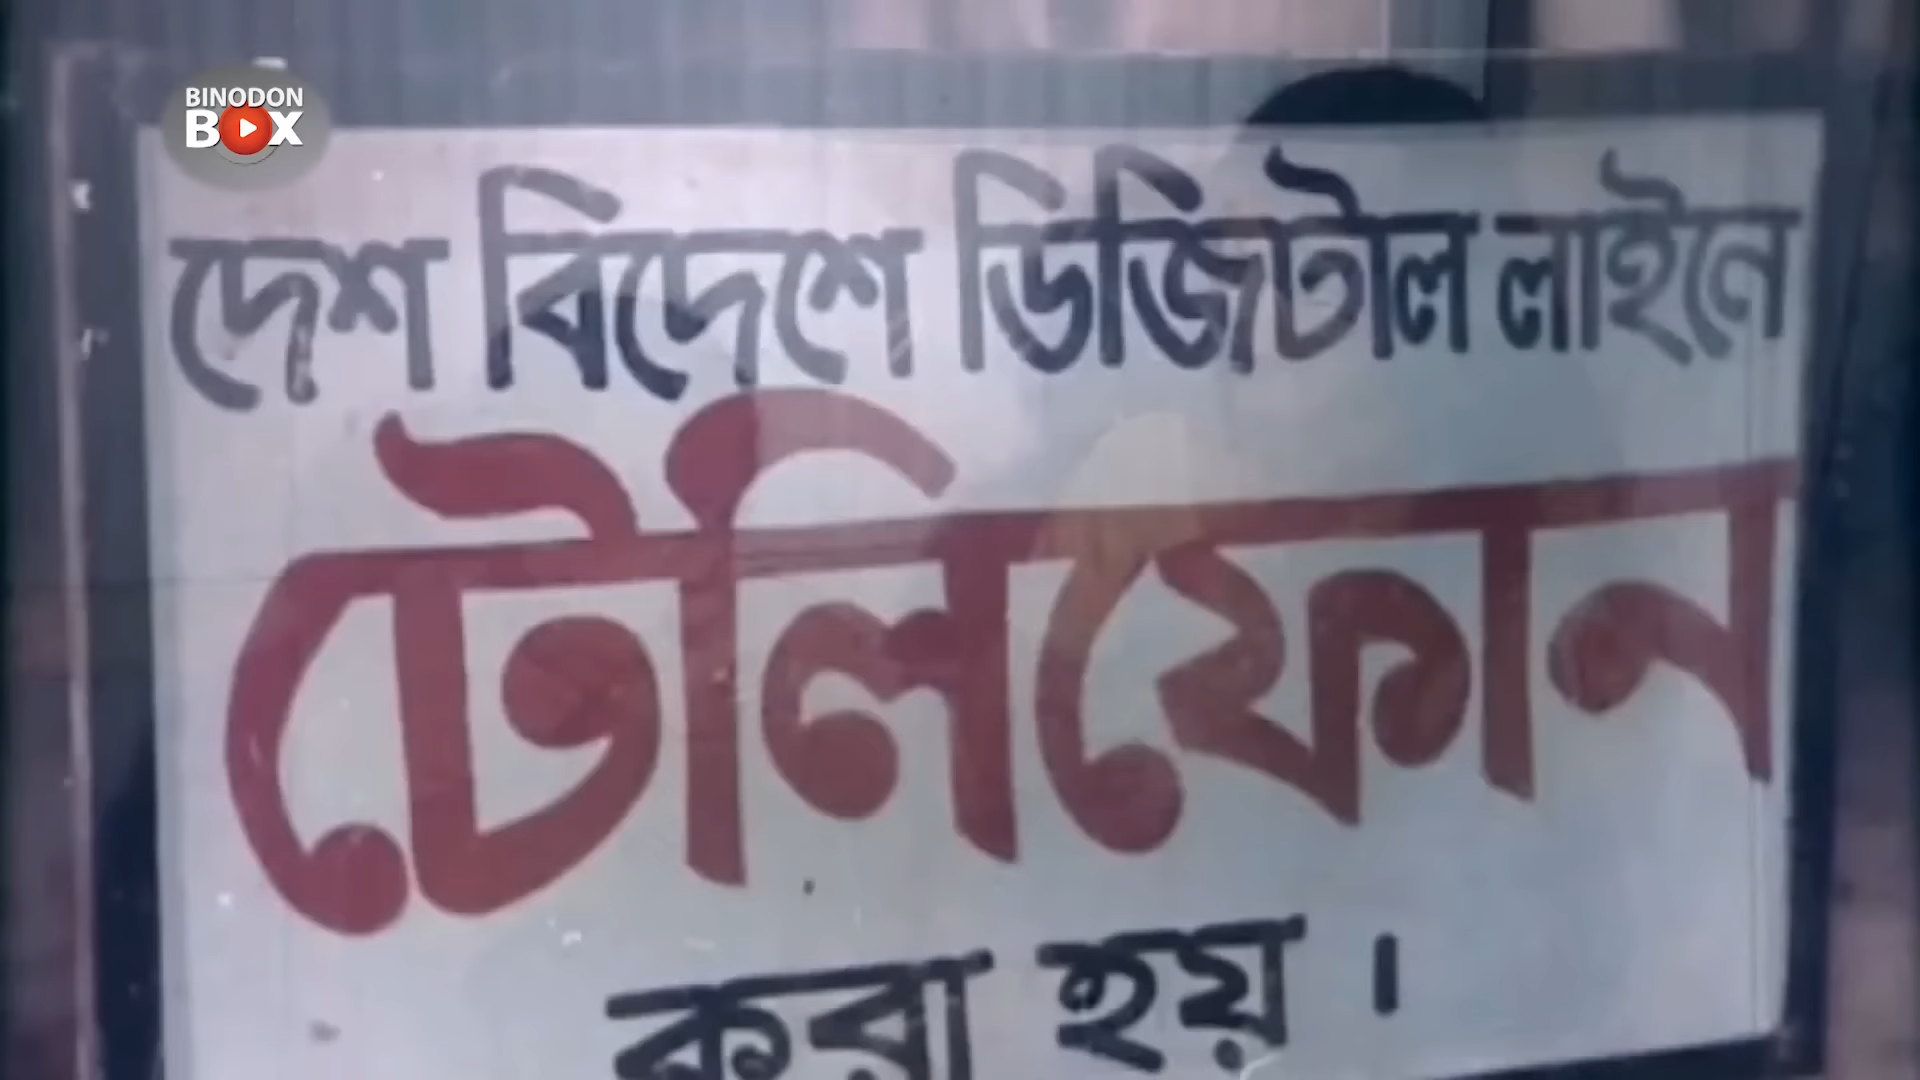 BINODON
BOX
দেশ বিদেশে ডিজিটাল লাইনে
টেলিফোন
করা হয় ।